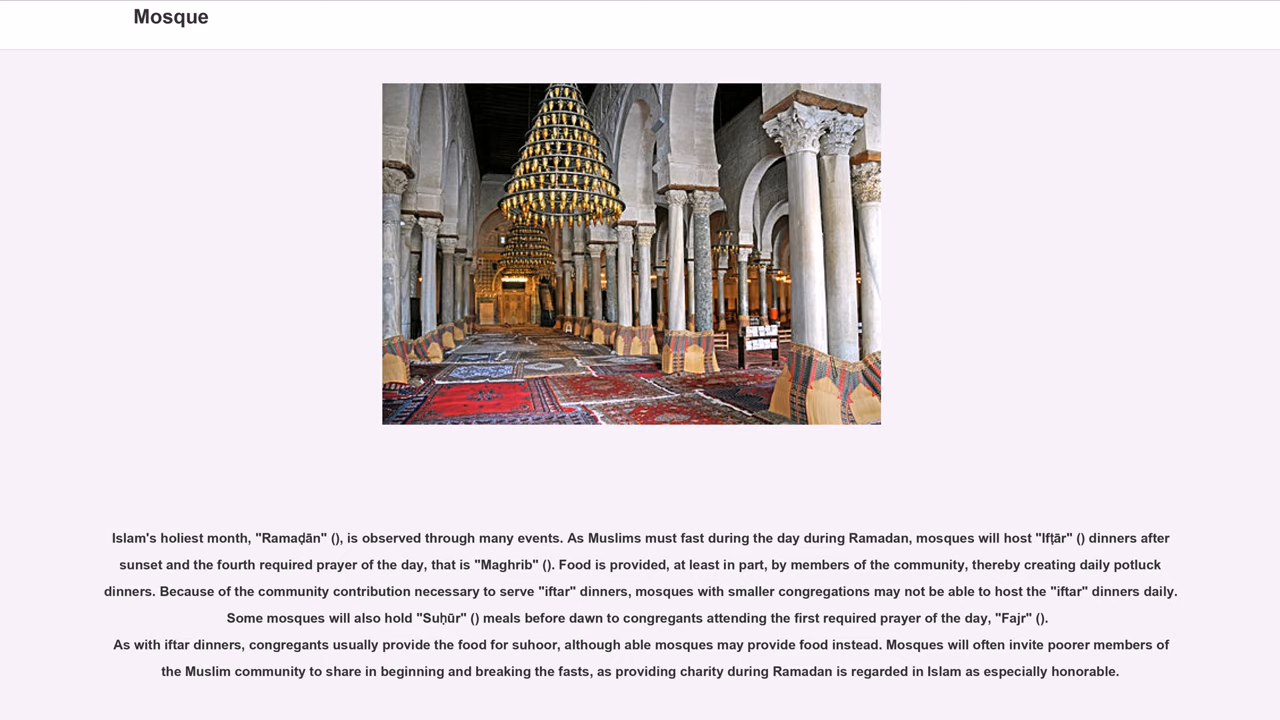 Mosque
Islam's holiest month, "Ramaḍān" (), is observed through many events. As Muslims must fast during the day during Ramadan, mosques will host "Ifṭār" () dinners after
sunset and the fourth required prayer of the day, that is "Maghrib" (). Food is provided, at least in part, by members of the community, thereby creating daily potluck
dinners. Because of the community contribution necessary to serve "iftar" dinners, mosques with smaller congregations may not be able to host the "iftar" dinners daily.
Some mosques will also hold "Suḥūr" () meals before dawn to congregants attending the first required prayer of the day, "Fajr" ().
As with iftar dinners, congregants usually provide the food for suhoor, although able mosques may provide food instead. Mosques will often invite poorer members of
the Muslim community to share in beginning and breaking the fasts, as providing charity during Ramadan is regarded in Islam as especially honorable.